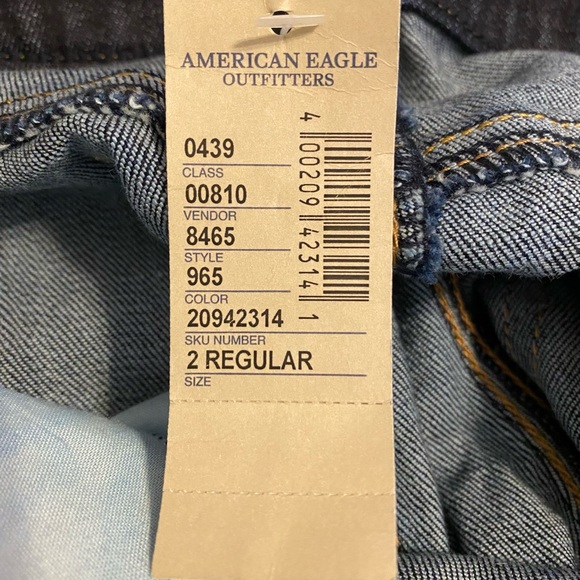 AMERICAN EAGLE
OUTFITTERS
0439
CLASS
00810
VENDOR
8465
STYLE
965
COLOR
20942314
SKU NUMBER
2 REGULAR
SIZE
4 00209 42314 1